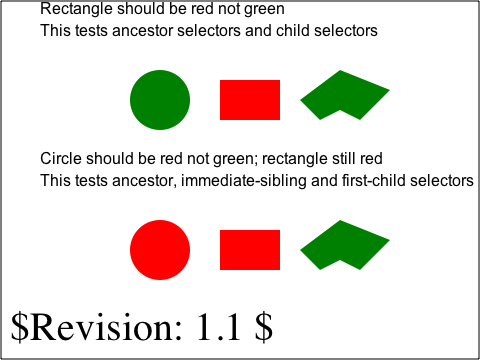 Rectangle should be red not green
This tests ancestor selectors and child selectors
Circle should be red not green; rectangle still red
This tests ancestor, immediate-sibling and first-child selectors
$Revision: 1.1 $